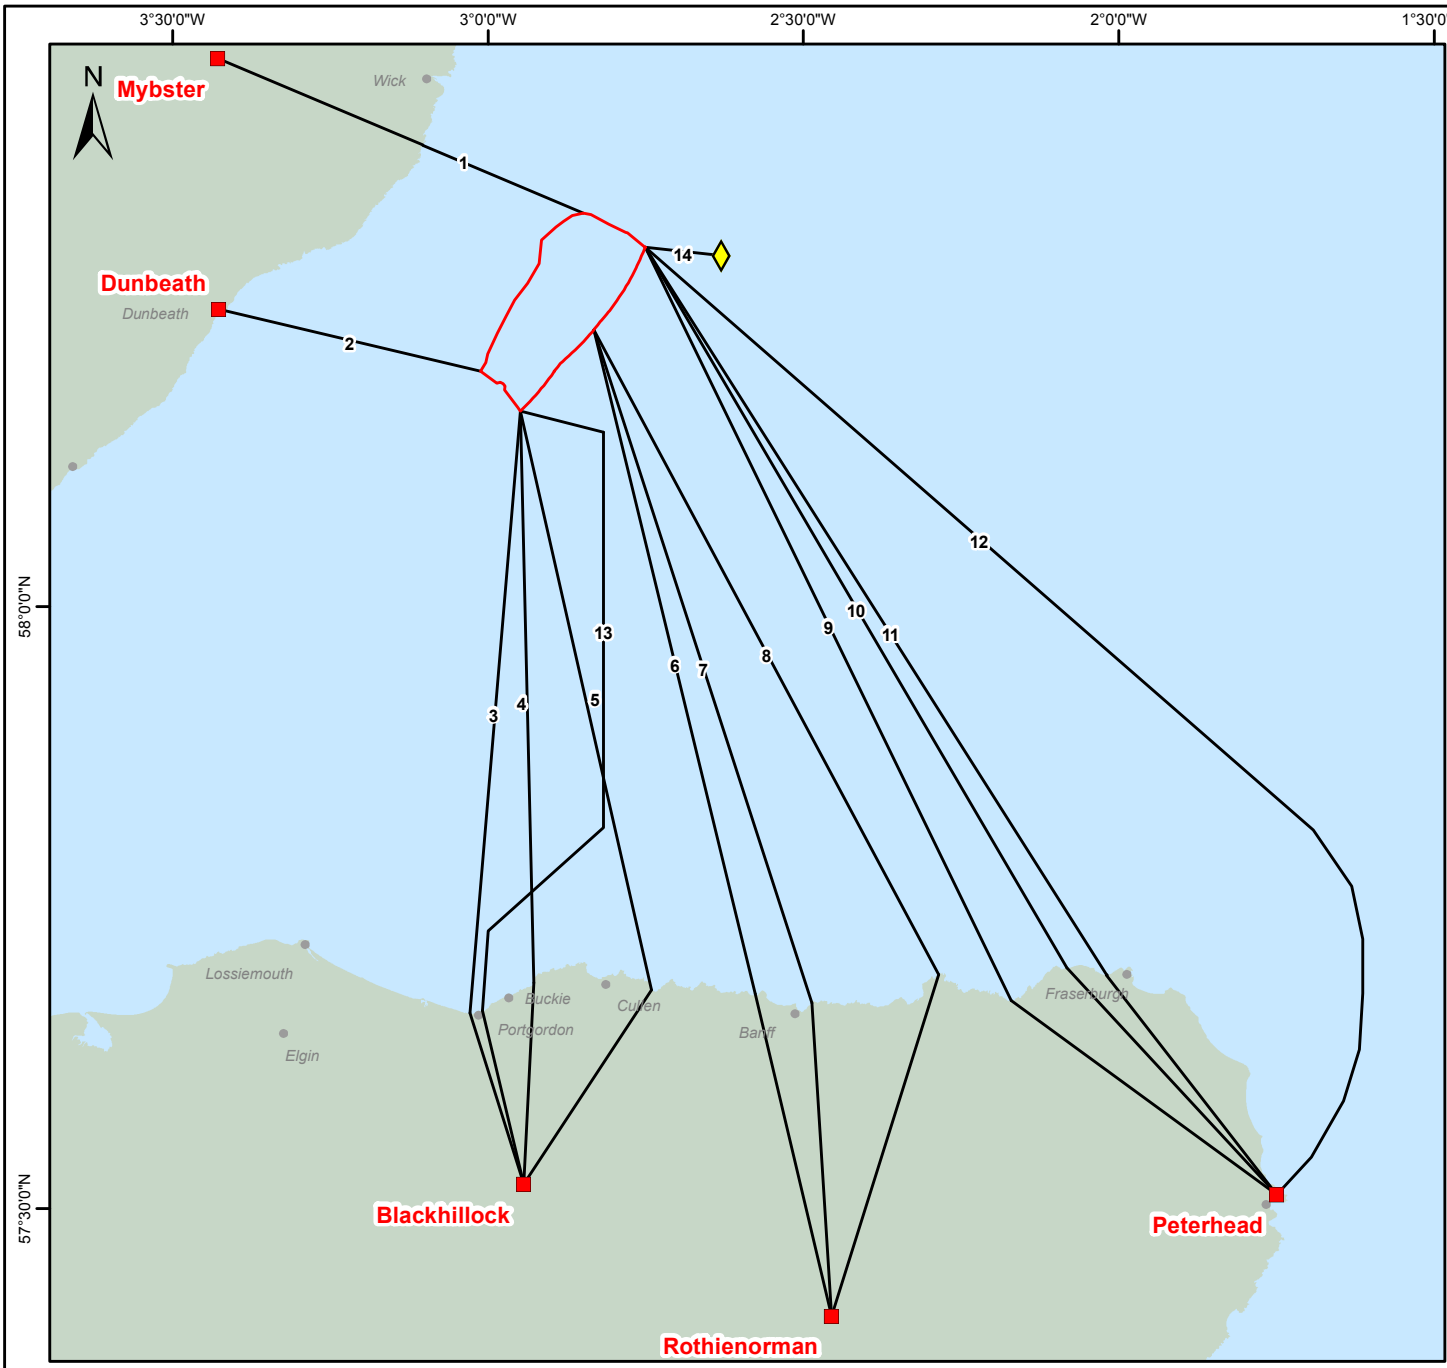 3°30'0"W
3°0'0"W
2°30'0"W
2°0'0"W
1°30'0
N
Mybster
Wick
1
14
Dunbeath
Dunbeath
2
12
58°0'0"N
13
10
9
11
8
6
7
5
4
3
Lossiemouth
Fraserburgh
Buckie
Cullen
Portgordon
Banff
Elgin
57°30'0"N
Blackhillock
Peterhead
Rothienorman